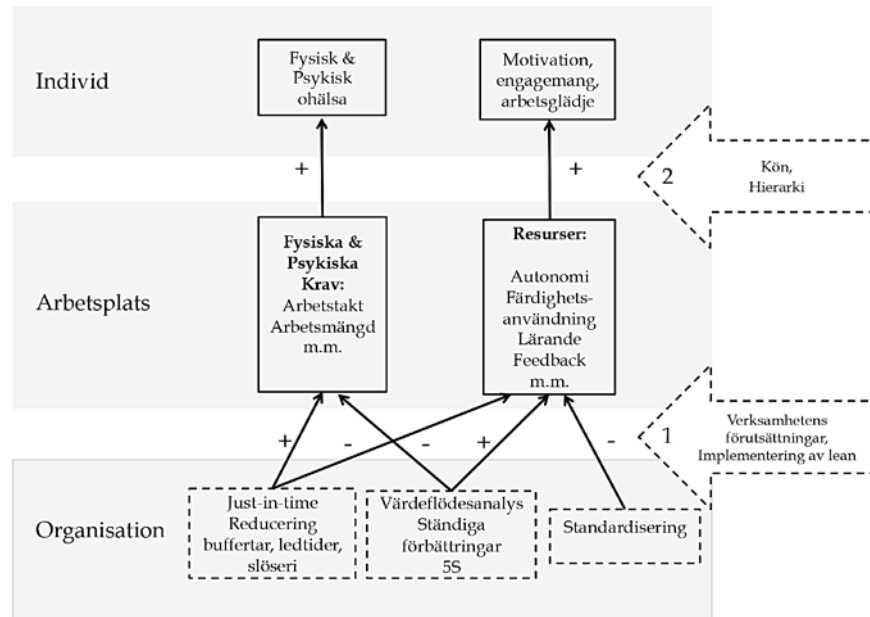 Individ
Fysisk &
Psykisk
ohälsa
Motivation,
engagemang,
arbetsglädje
+
+
2
Kön,
Hierarki
Arbetsplats
Fysiska &
Psykiska
Krav:
Arbetstakt
Arbetsmängd
m.m.
Resurser:
Autonomi
Färdighets-
användning
Lärande
Feedback
m.m.
+
-
-
+
-
1
Verksamhetens
förutsättningar,
Implementering av lean
Organisation
Just-in-time
Reducering
buffertar, ledtider,
slöseri
Värdeflödesanalys
Ständiga
förbättringar
5S
Standardisering